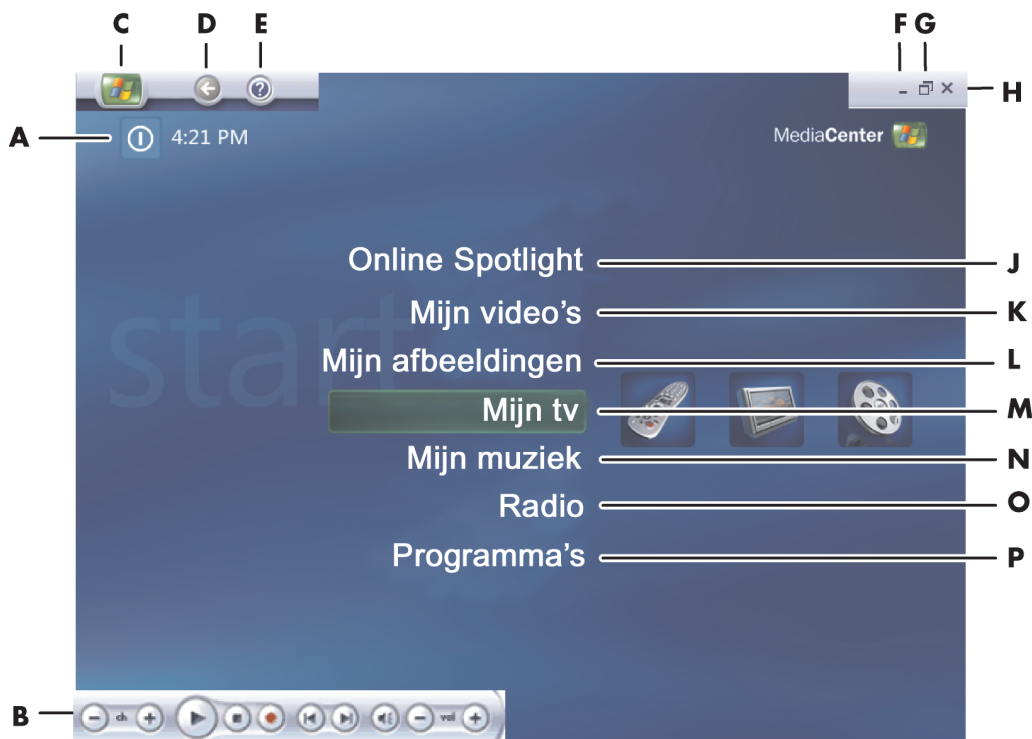 C D E F G
H
A 4:21 PM MediaCenter
start
Online Spotlight J
Mijn video's K
Mijn afbeeldingen L
Mijn tv M
Mijn muziek N
Radio O
Programma's P
B ch vol